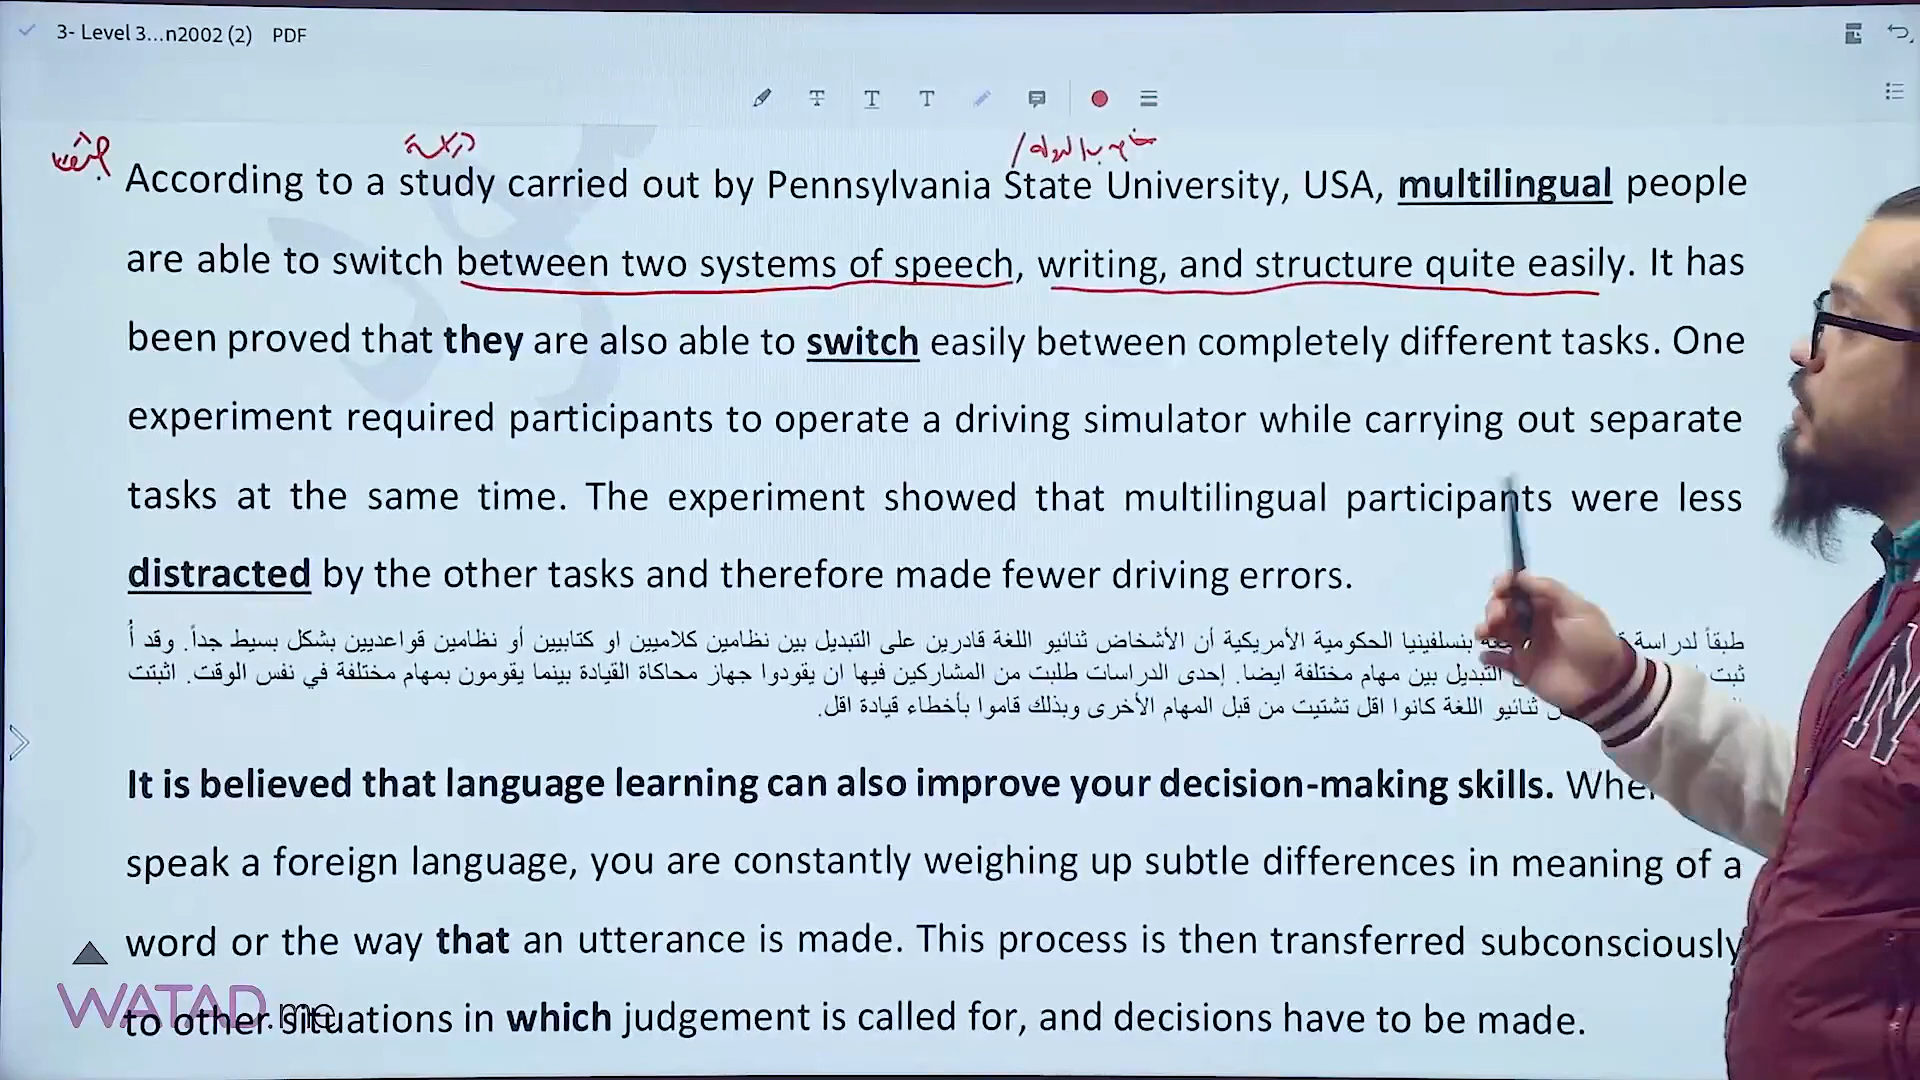 3- Level 3...n2002 (2) PDF
دراسة
According to a study carried out by Pennsylvania State University, USA, multilingual people
are able to switch between two systems of speech, writing, and structure quite easily. It has
been proved that they are also able to switch easily between completely different tasks. One
experiment required participants to operate a driving simulator while carrying out separate
tasks at the same time. The experiment showed that multilingual participants were less
distracted by the other tasks and therefore made fewer driving errors.
طبقاً لدراسة بنسلفينيا الحكومية الأمريكية أن الأشخاص ثنائيو اللغة قادرين على التبديل بين نظامين كلاميين او كتابيين أو نظامين قواعديين بشكل بسيط جداً. وقد أُ
ثبت التبديل بين مهام مختلفة ايضا. إحدى الدراسات طلبت من المشاركين فيها ان يقودوا جهاز محاكاة القيادة بينما يقومون بمهام مختلفة في نفس الوقت. اثبتت
ثنائيو اللغة كانوا اقل تشتيت من قبل المهام الأخرى وبذلك قاموا بأخطاء قيادة اقل.
It is believed that language learning can also improve your decision-making skills. Whe
speak a foreign language, you are constantly weighing up subtle differences in meaning of a
word or the way that an utterance is made. This process is then transferred subconsciously
to other situations in which judgement is called for, and decisions have to be made.
WATAD.me
N